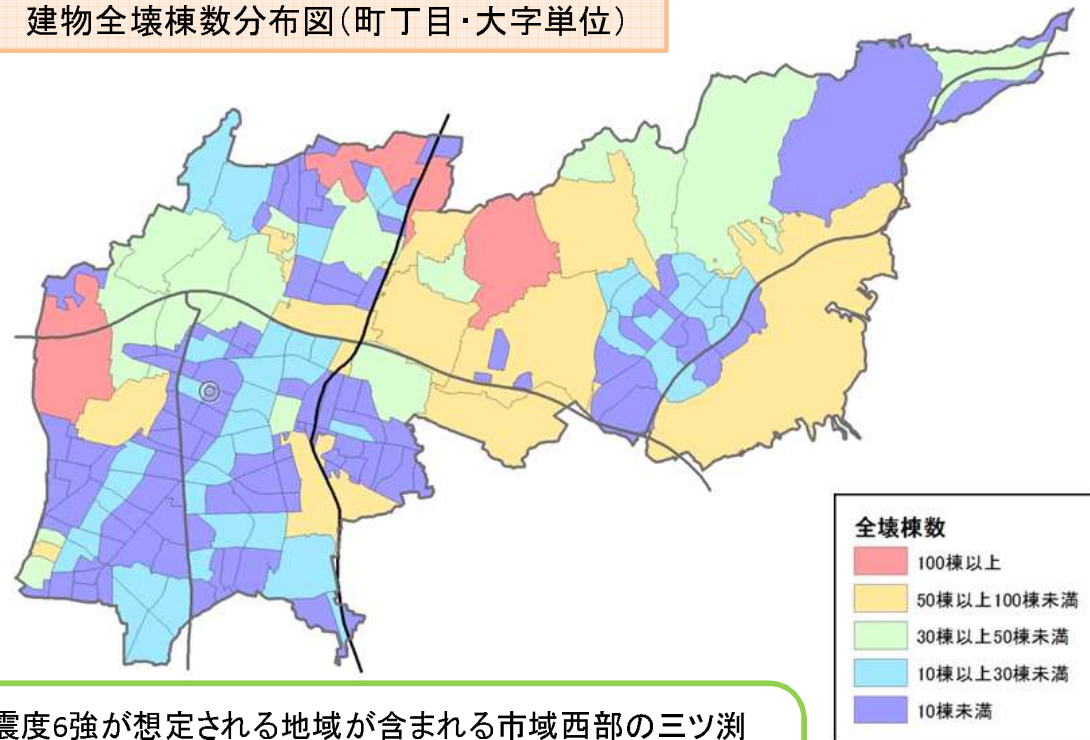 建物全壊棟数分布図(町丁目・大字単位)
全壊棟数
100棟以上
50棟以上100棟未満
30棟以上50棟未満
10棟以上30棟未満
10棟未満
震度6強が想定される地域が含まれる市域西部の三ツ渕